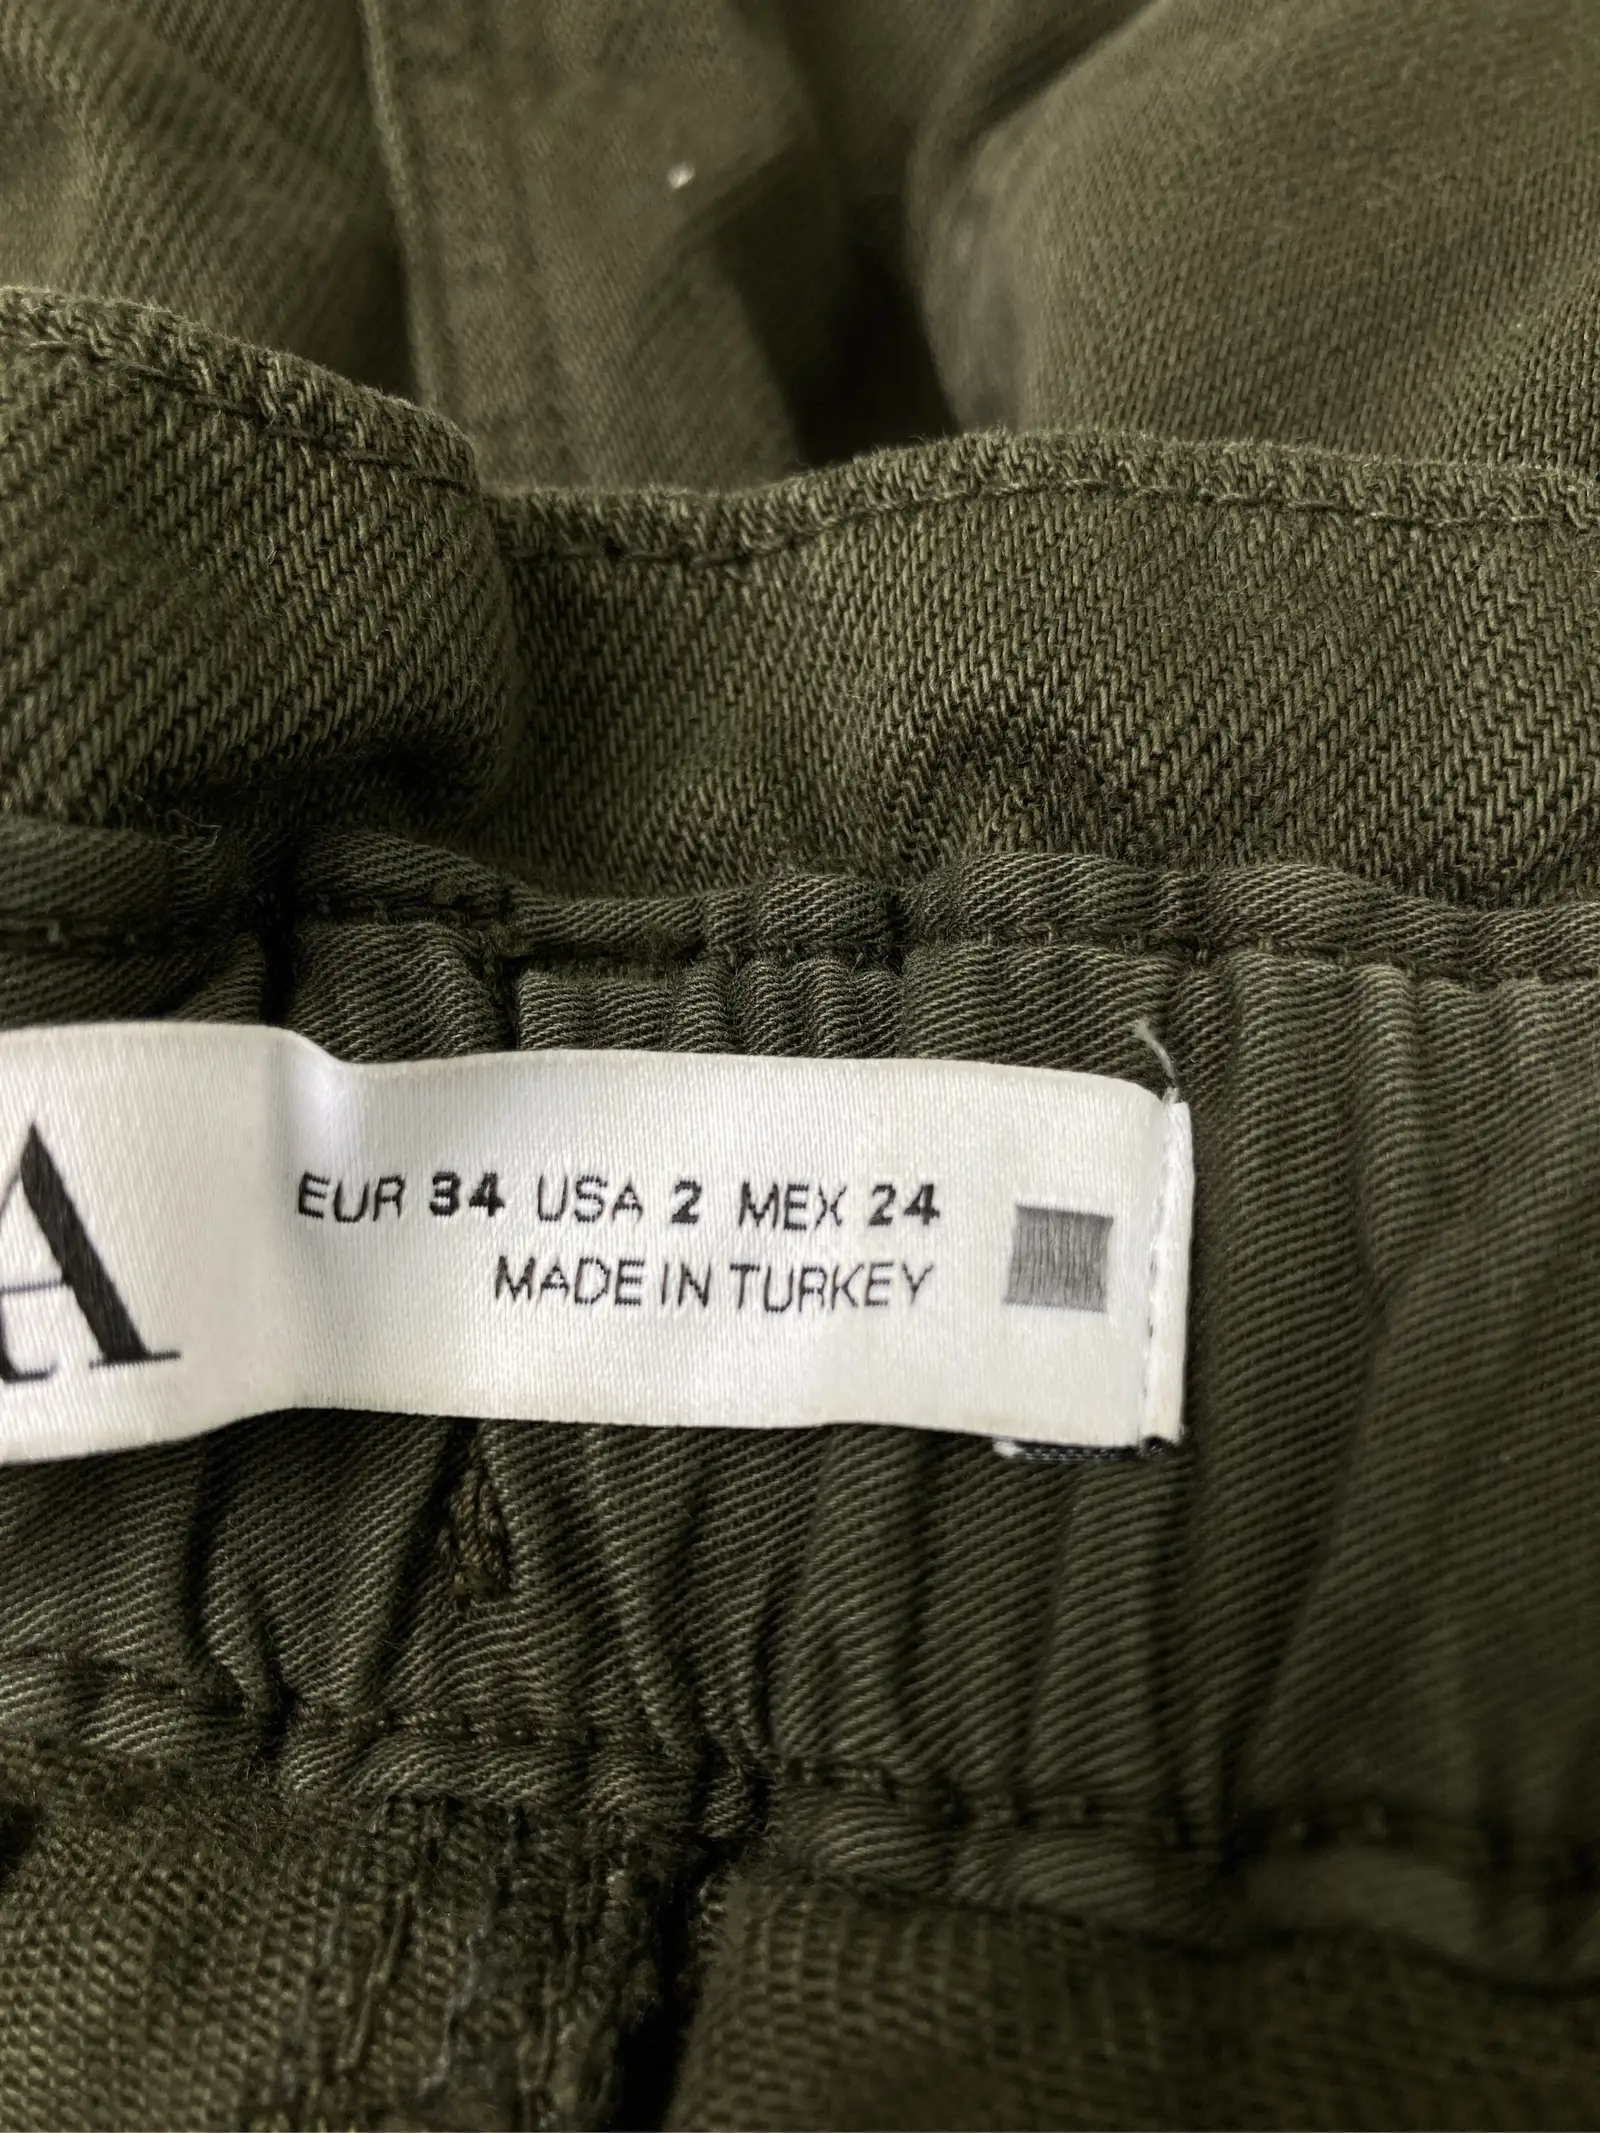 A
EUR 34 USA 2 MEX 24
MADE IN TURKEY